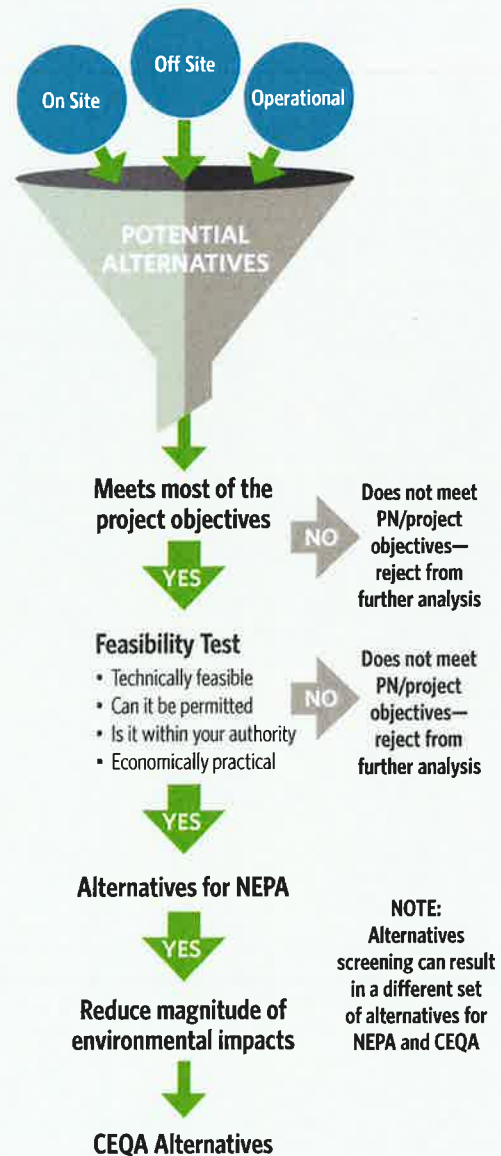 On Site
Off Site
Operational
POTENTIAL
ALTERNATIVES
Meets most of the
project objectives
NO
Does not meet
PN/project
objectives—
reject from
further analysis
YES
Feasibility Test
• Technically feasible
• Can it be permitted
• Is it within your authority
• Economically practical
NO
Does not meet
PN/project
objectives—
reject from
further analysis
YES
Alternatives for NEPA
YES
NOTE:
Alternatives
screening can result
in a different set
of alternatives for
NEPA and CEQA
Reduce magnitude of
environmental impacts
CEQA Alternatives